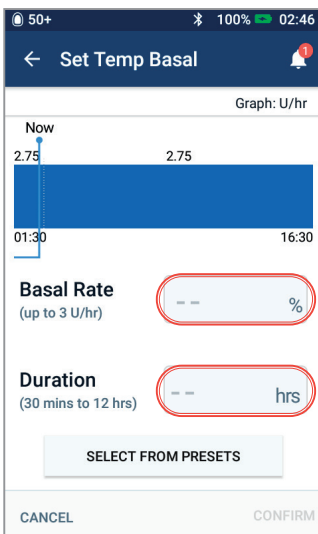 50+ 100% 02:46
Set Temp Basal 1
Graph: U/hr
Now
2.75 2.75
01:30 16:30
Basal Rate
(up to 3 U/hr) -- %
Duration
(30 mins to 12 hrs) -- hrs
SELECT FROM PRESETS
CANCEL CONFIRM